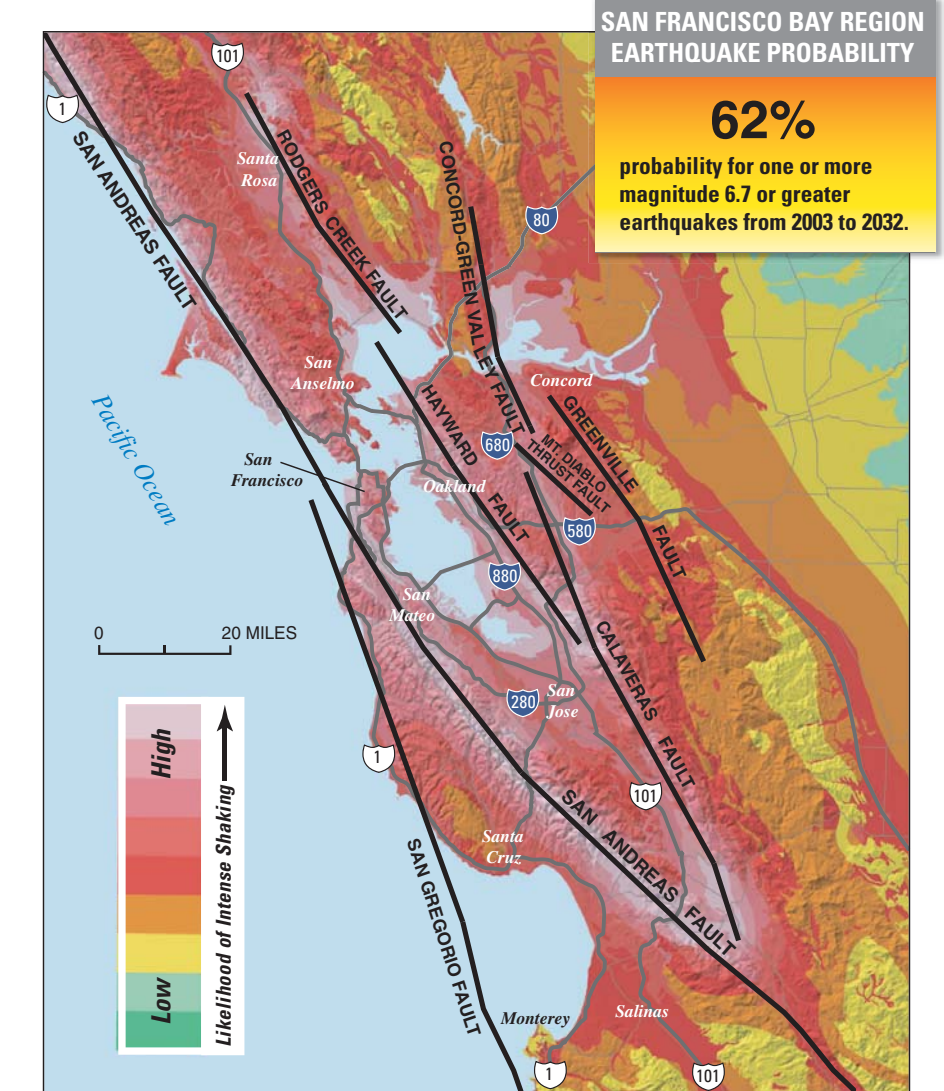 SAN FRANCISCO BAY REGION
EARTHQUAKE PROBABILITY
62%
probability for one or more
magnitude 6.7 or greater
earthquakes from 2003 to 2032.
101
1
SAN ANDREAS FAULT
Santa
Rosa
RODGERS CREEK FAULT
CONCORD-GREEN VALLEY FAULT
80
San
Anselmo
Concord
Pacific Ocean
HAYWARD FAULT
680
MT. DIABLO
THRUST FAULT
GREENVILLE FAULT
San
Francisco
Oakland
580
880
San
Mateo
0 20 MILES
CALAVERAS FAULT
280
San
Jose
1
101
SAN ANDREAS FAULT
Santa
Cruz
SAN GREGORIO FAULT
High
Low
Likelihood of Intense Shaking
Monterey
Salinas
1
101